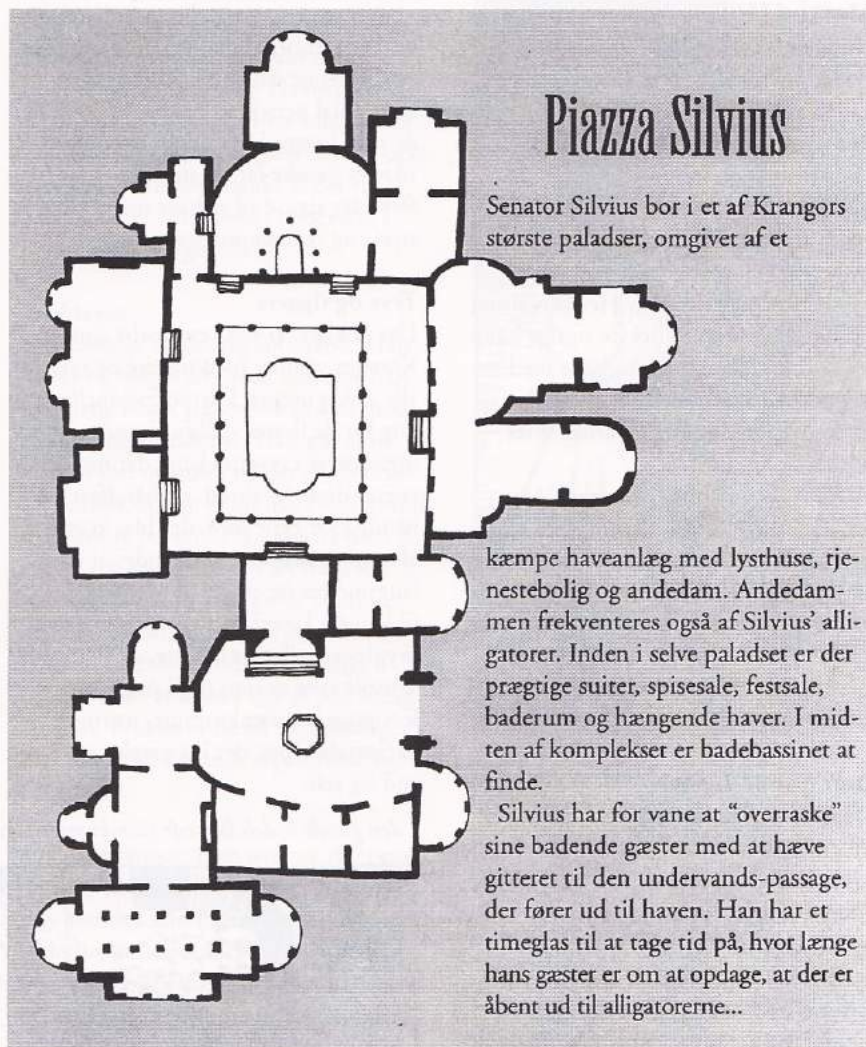 Piazza Silvius
Senator Silvius bor i et af Krangors
største paladser, omgivet af et
kæmpe haveanlæg med lysthuse, tje-
nestebolig og andedam. Andedam-
men frekventeres også af Silvius’ alli-
gatorer. Inden i selve paladset er der
prægtige suiter, spisesale, festsale,
baderum og hængende haver. I mid-
ten af komplekset er badebassinet at
finde.
Silvius har for vane at “overraske”
sine badende gæster med at hæve
gitteret til den undervands-passage,
der fører ud til haven. Han har et
timeglas til at tage tid på, hvor længe
hans gæster er om at opdage, at der er
åbent ud til alligatorerne...